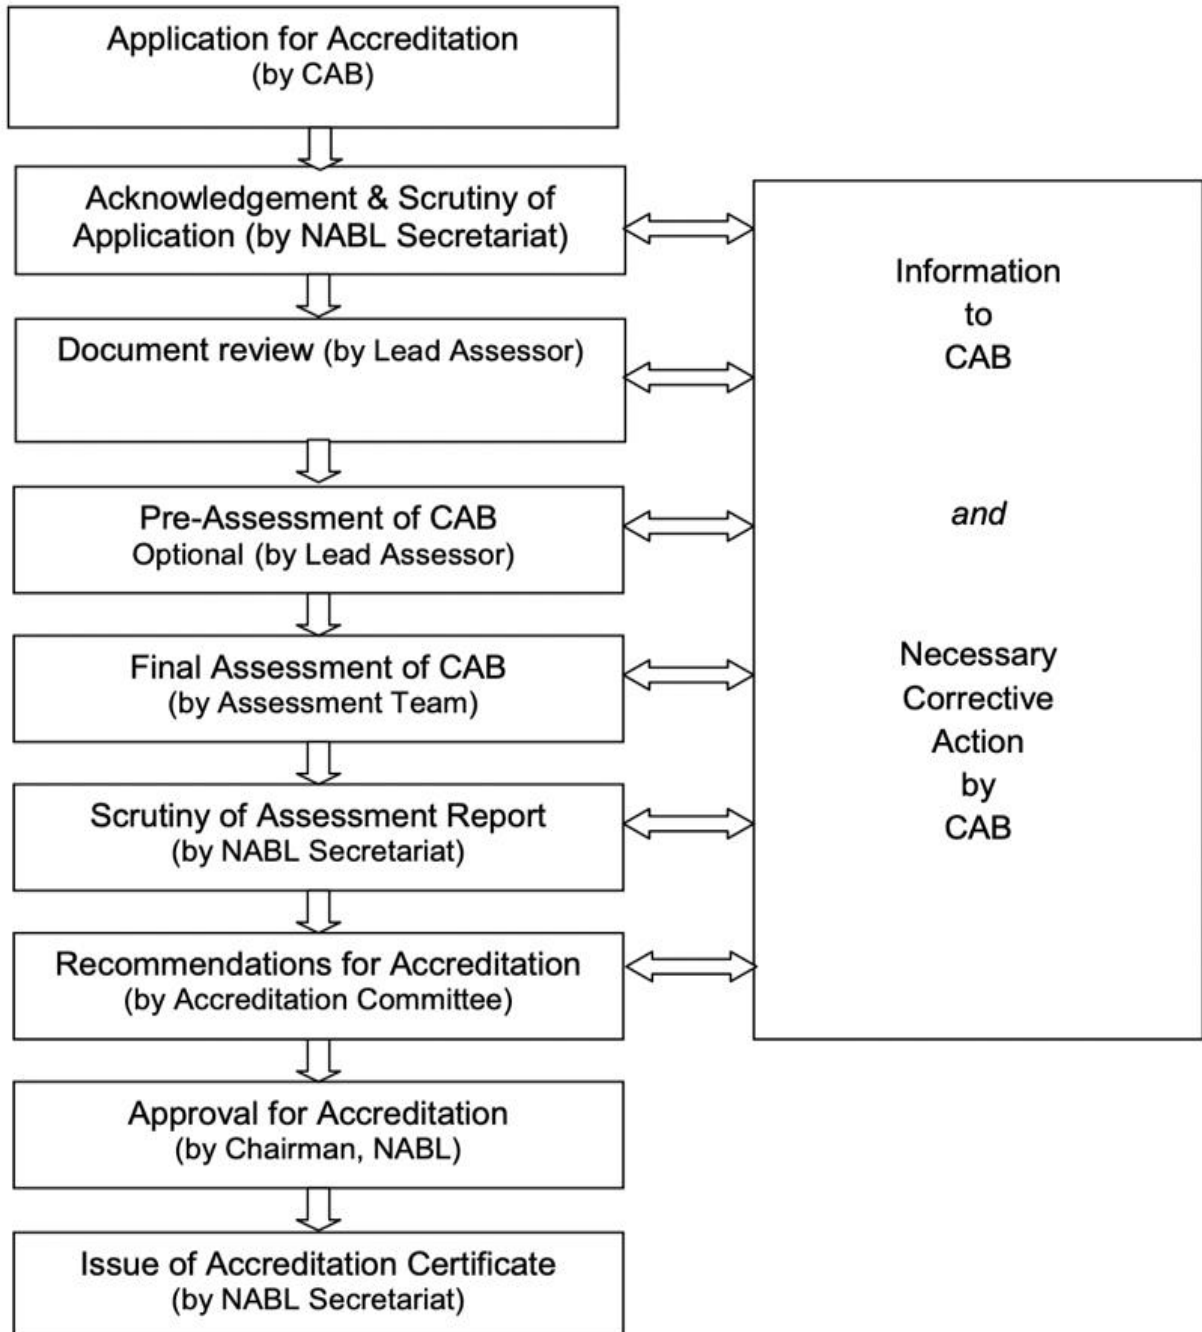 Application for Accreditation
(by CAB)
Acknowledgement & Scrutiny of
Application (by NABL Secretariat)
Document review (by Lead Assessor)
Pre-Assessment of CAB
Optional (by Lead Assessor)
Final Assessment of CAB
(by Assessment Team)
Scrutiny of Assessment Report
(by NABL Secretariat)
Recommendations for Accreditation
(by Accreditation Committee)
Approval for Accreditation
(by Chairman, NABL)
Issue of Accreditation Certificate
(by NABL Secretariat)
Information
to
CAB
and
Necessary
Corrective
Action
by
CAB